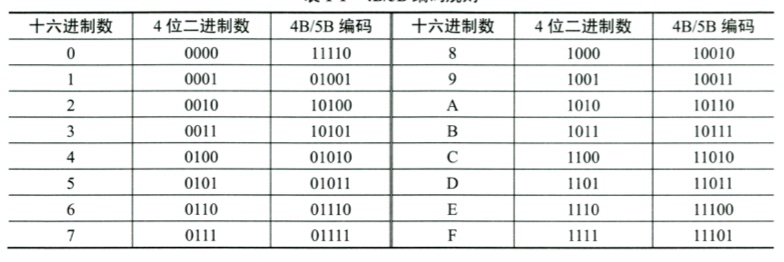 十六进制数 4位二进制数 4B/5B 编码 十六进制数 4位二进制数 4B/5B 编码
0 0000 11110 8 1000 10010
1 0001 01001 9 1001 10011
2 0010 10100 A 1010 10110
3 0011 10101 B 1011 10111
4 0100 01010 C 1100 11010
5 0101 01011 D 1101 11011
6 0110 01110 E 1110 11100
7 0111 01111 F 1111 11101